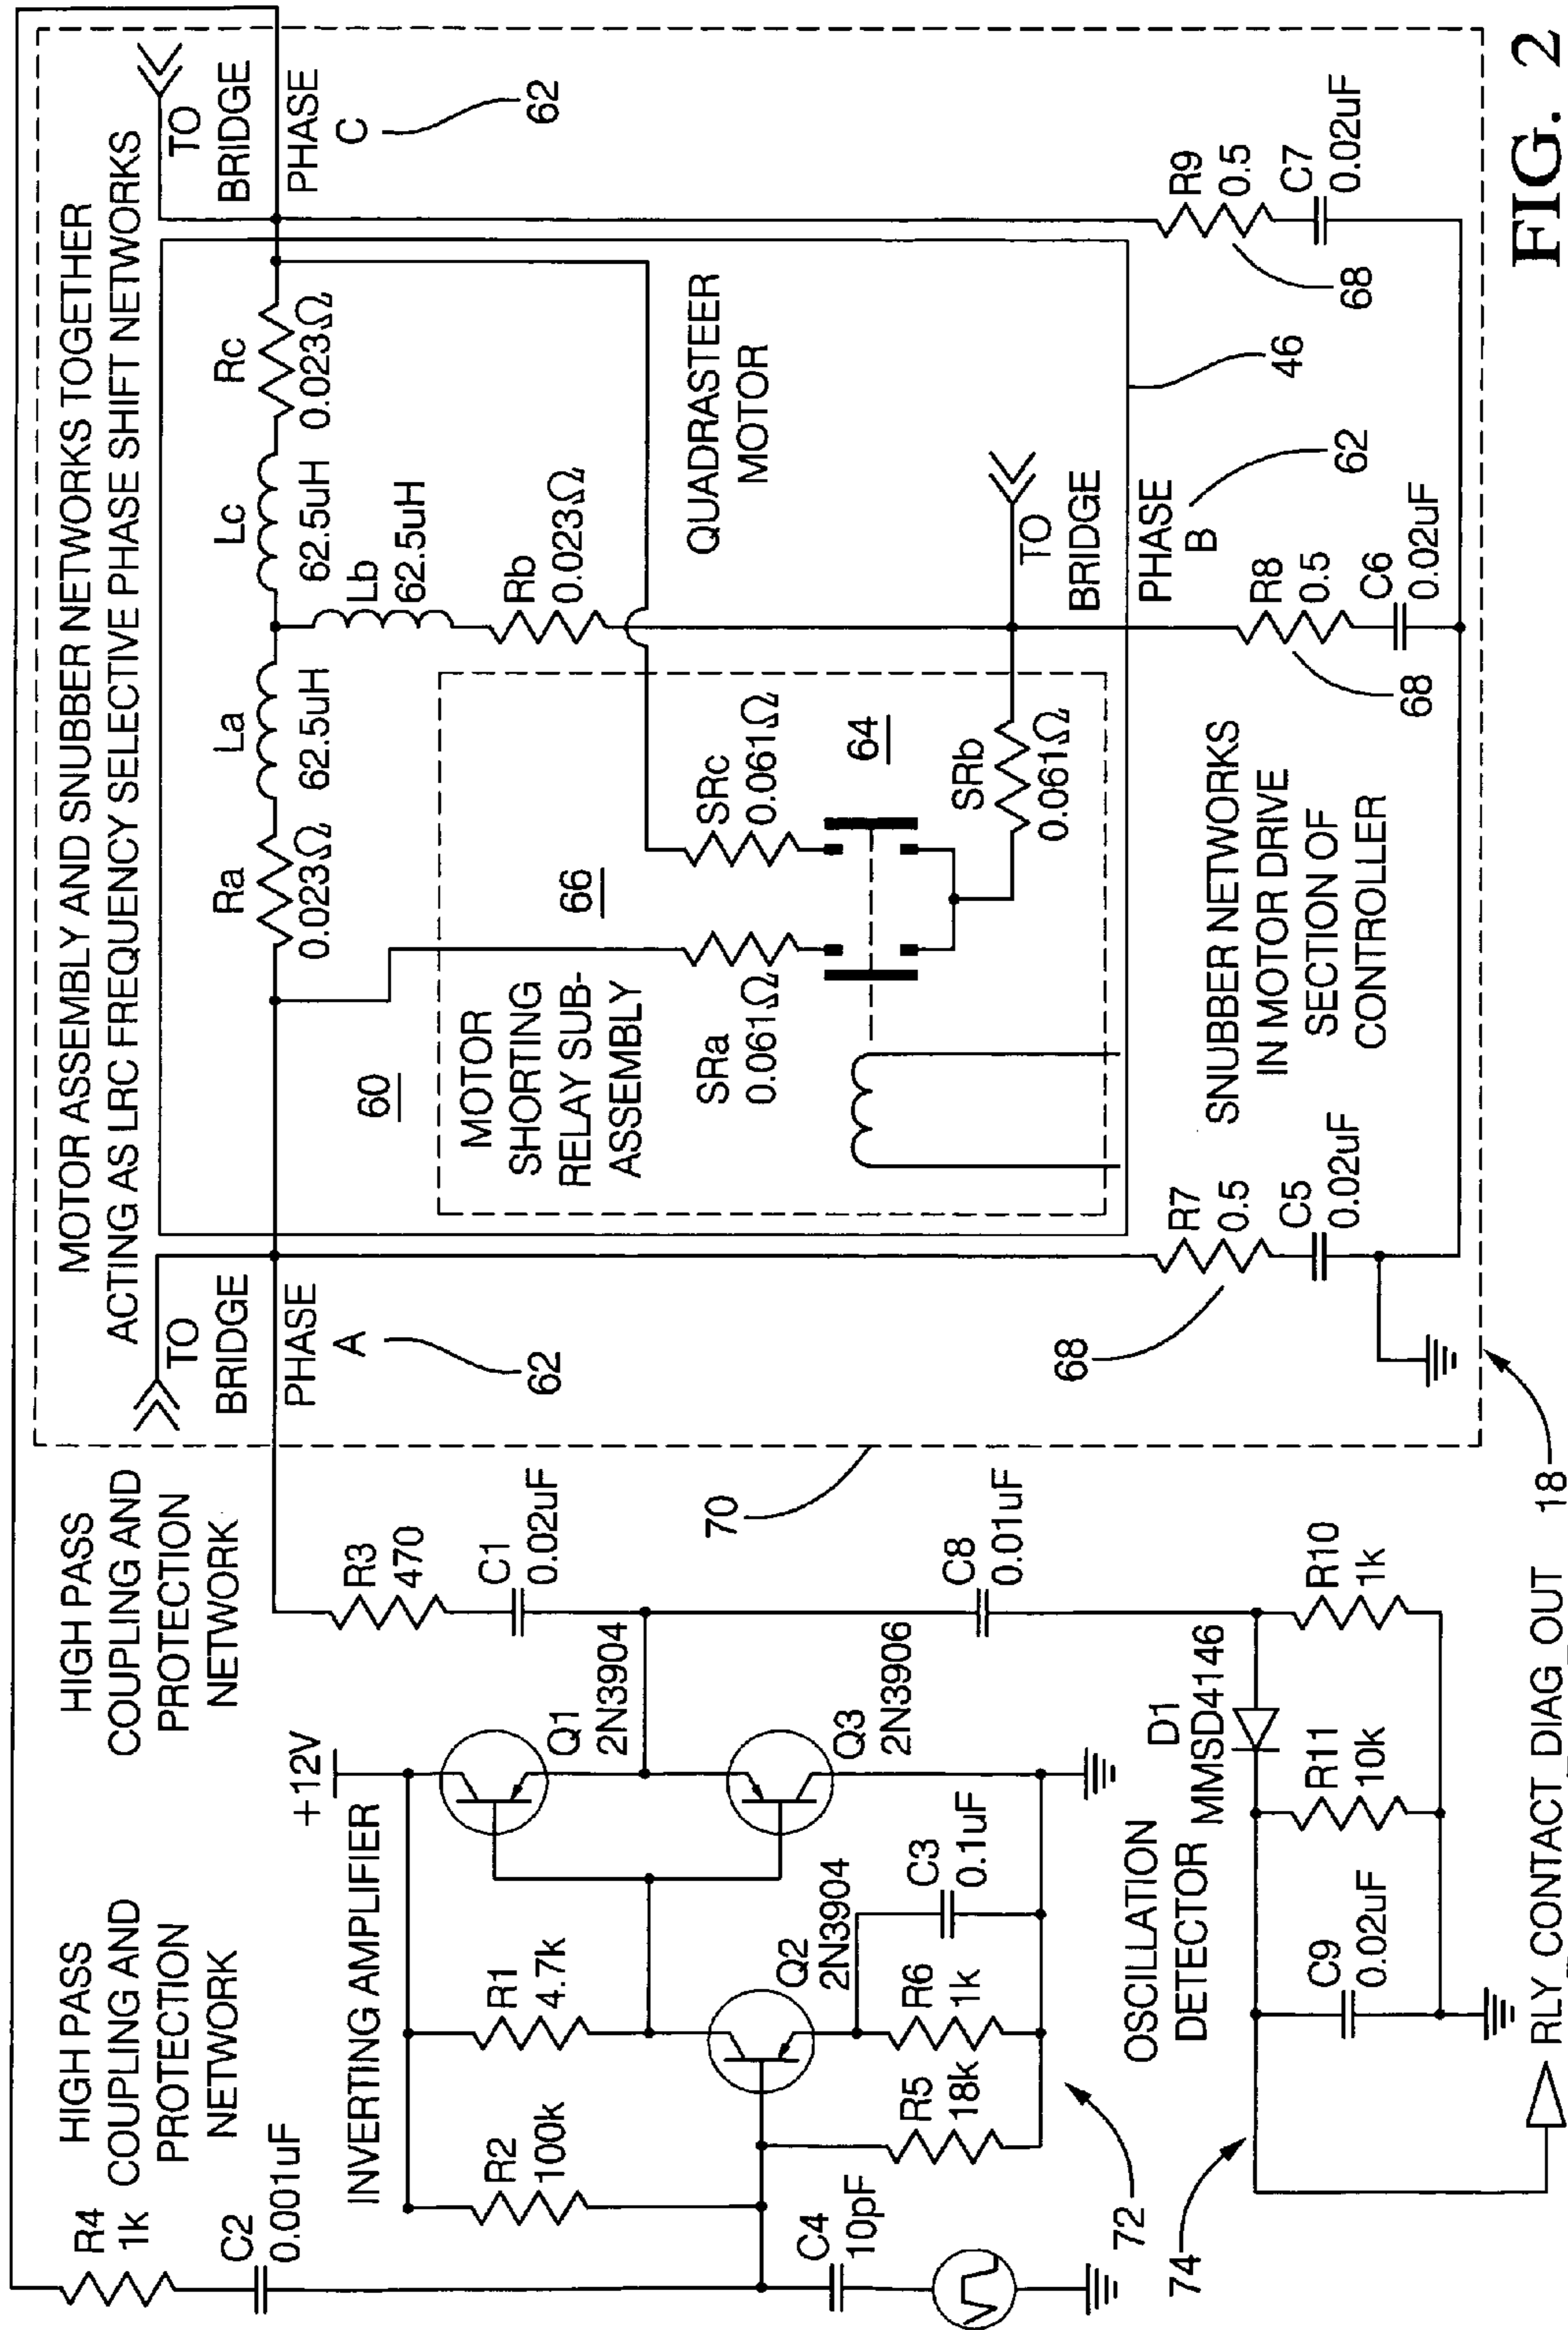 MOTOR ASSEMBLY AND SNUBBER NETWORKS TOGETHER
ACTING AS LRC FREQUENCY SELECTIVE PHASE SHIFT NETWORKS
R4
1k
HIGH PASS
COUPLING AND
PROTECTION
NETWORK
C2
0.001uF
HIGH PASS
COUPLING AND
PROTECTION
NETWORK
TO
BRIDGE
PHASE
A
62
TO
BRIDGE
PHASE
C
62
Ra
0.023Ω
La
62.5uH
Lc
62.5uH
Rc
0.023Ω
Lb
62.5uH
Rb
0.023Ω
INVERTING AMPLIFIER
+12V
R2
100k
R1
4.7k
Q1
2N3904
R3
470
C1
0.02uF
60
MOTOR
SHORTING
RELAY SUB-
ASSEMBLY
66
SRa
0.061Ω
SRc
0.061Ω
64
SRb
0.061Ω
QUADRASTEER
MOTOR
TO
BRIDGE
PHASE
B
62
46
C4
10pF
R5
18k
R6
1k
Q2
2N3904
C3
0.1uF
Q3
2N3906
C8
0.01uF
70
72
68
R7
0.5
C5
0.02uF
SNUBBER NETWORKS
IN MOTOR DRIVE
SECTION OF
CONTROLLER
68
R8
0.5
C6
0.02uF
68
R9
0.5
C7
0.02uF
74
OSCILLATION
DETECTOR
D1
MMSD4146
C9
0.02uF
R11
10k
R10
1k
RLY CONTACT DIAG OUT
18
FIG. 2